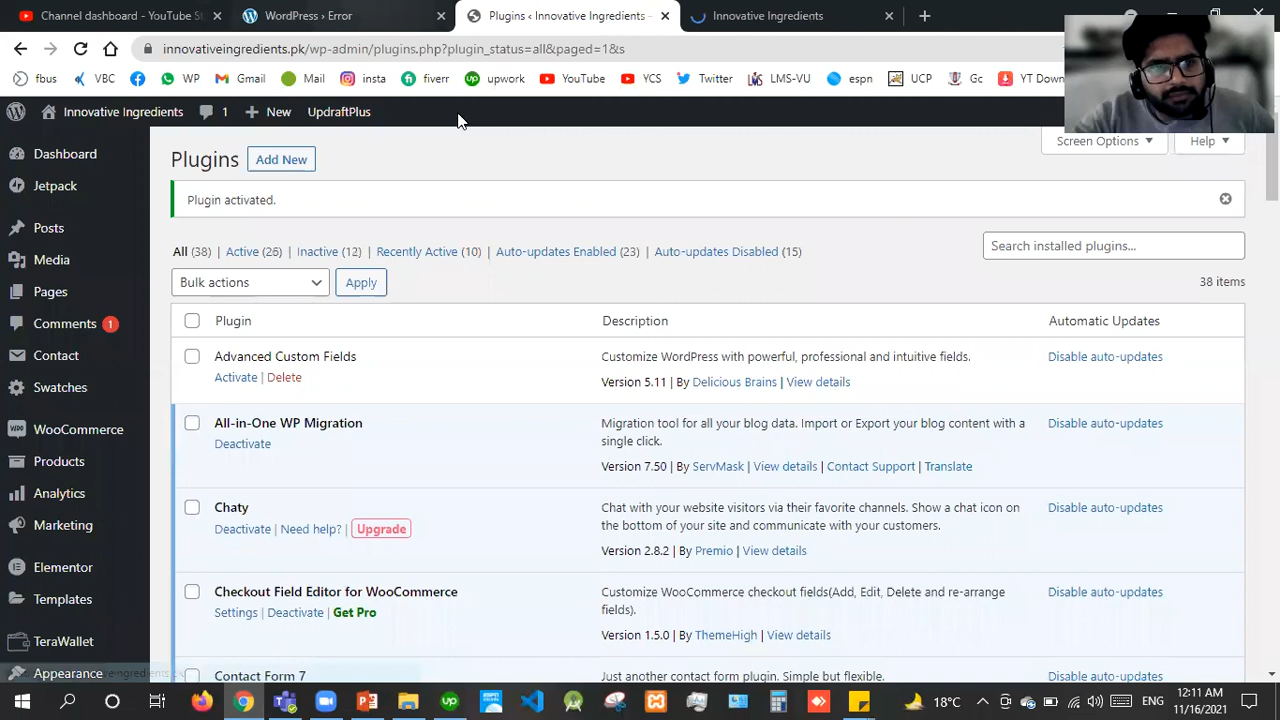 Channel dashboard - YouTube St
WordPress › Error
Plugins ‹ Innovative Ingredients —
Innovative Ingredients
innovativeingredients.pk/wp-admin/plugins.php?plugin_status=all&paged=1&s
fbus
VBC
WP
Gmail
Mail
insta
fiverr
upwork
YouTube
YCS
Twitter
LMS-VU
espn
UCP
Gc
YT Down
Innovative Ingredients
1
New
UpdraftPlus
Screen Options
Help
Dashboard
Jetpack
Posts
Media
Pages
Comments 1
Contact
Swatches
WooCommerce
Products
Analytics
Marketing
Elementor
Templates
TeraWallet
Appearance
Plugins
Add New
Plugin activated.
All (38) | Active (26) | Inactive (12) | Recently Active (10) | Auto-updates Enabled (23) | Auto-updates Disabled (15)
Search installed plugins...
Bulk actions
Apply
38 items
Plugin
Description
Automatic Updates
Advanced Custom Fields
Activate | Delete
Customize WordPress with powerful, professional and intuitive fields.
Version 5.11 | By Delicious Brains | View details
Disable auto-updates
All-in-One WP Migration
Deactivate
Migration tool for all your blog data. Import or Export your blog content with a
single click.
Version 7.50 | By ServMask | View details | Contact Support | Translate
Disable auto-updates
Chaty
Deactivate | Need help? | Upgrade
Chat with your website visitors via their favorite channels. Show a chat icon on
the bottom of your site and communicate with your customers.
Version 2.8.2 | By Premio | View details
Disable auto-updates
Checkout Field Editor for WooCommerce
Settings | Deactivate | Get Pro
Customize WooCommerce checkout fields(Add, Edit, Delete and re-arrange
fields).
Version 1.5.0 | By ThemeHigh | View details
Disable auto-updates
Contact Form 7
Just another contact form plugin. Simple but flexible.
Disable auto-updates
18°C
ENG
12:11 AM
11/16/2021